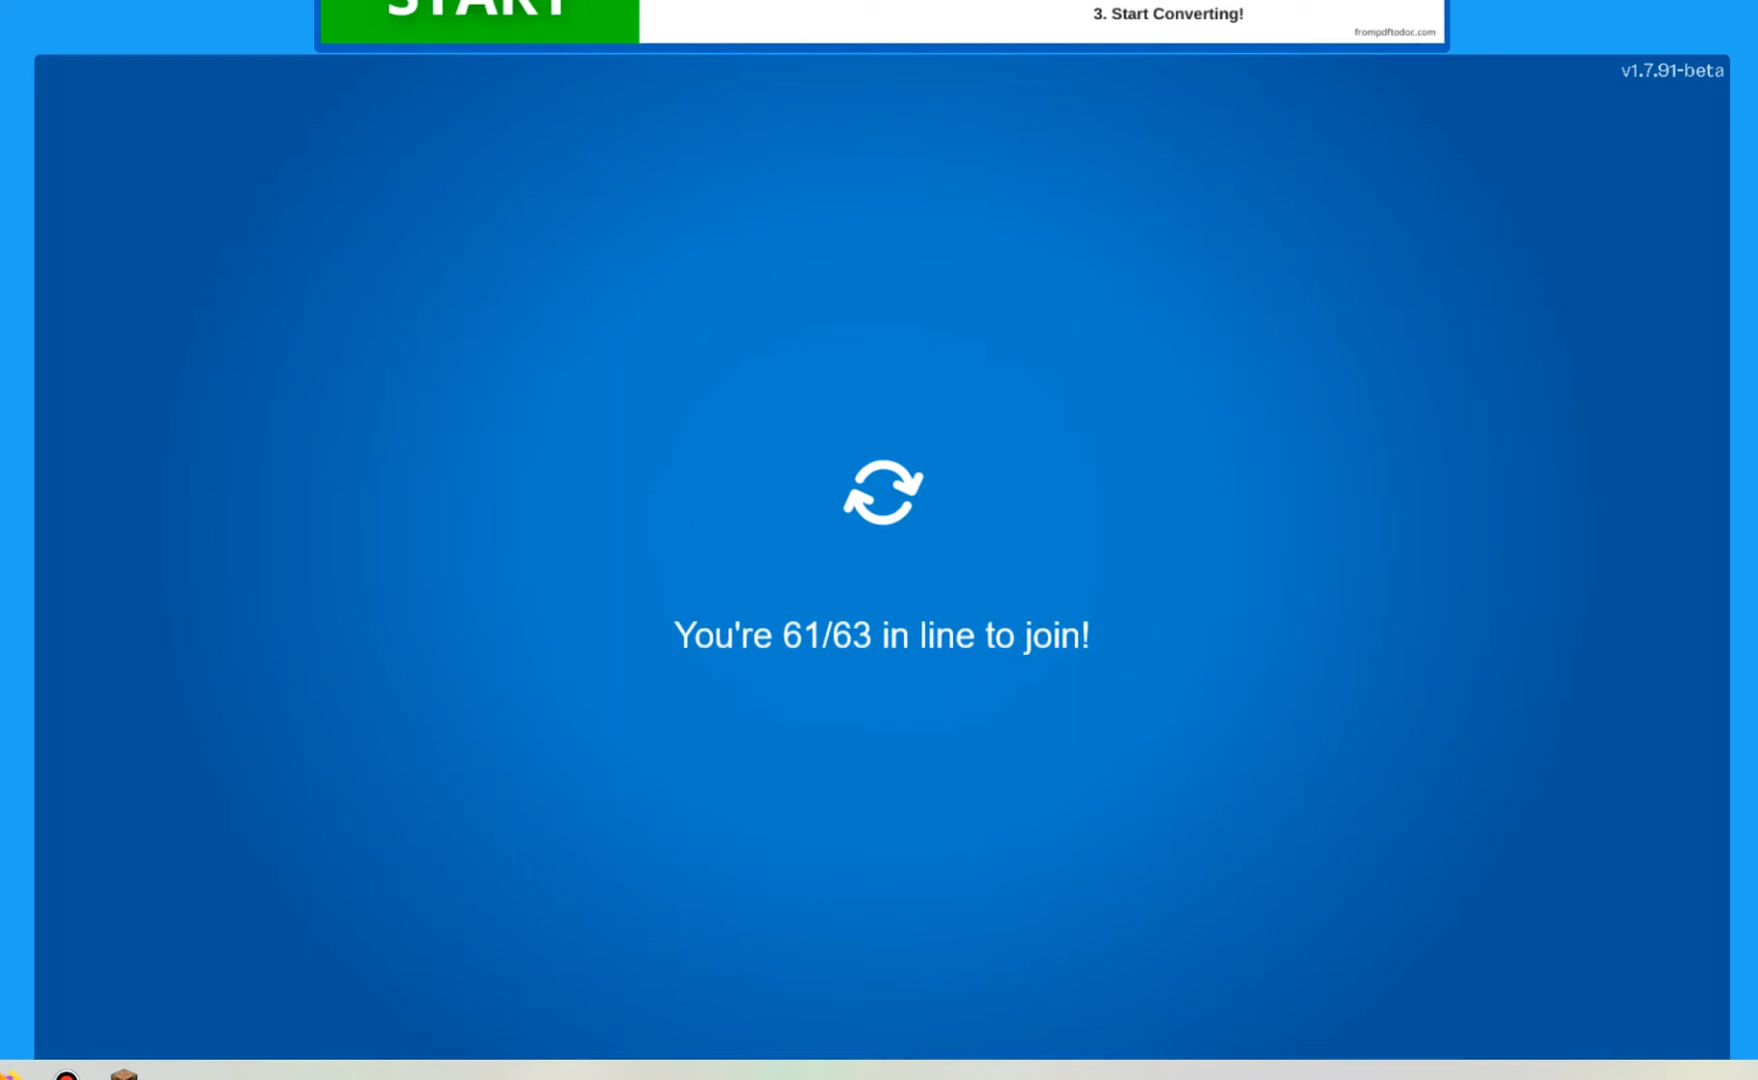 START
3. Start Converting!
frompdftodoc.com
v1.7.91-beta
You're 61/63 in line to join!